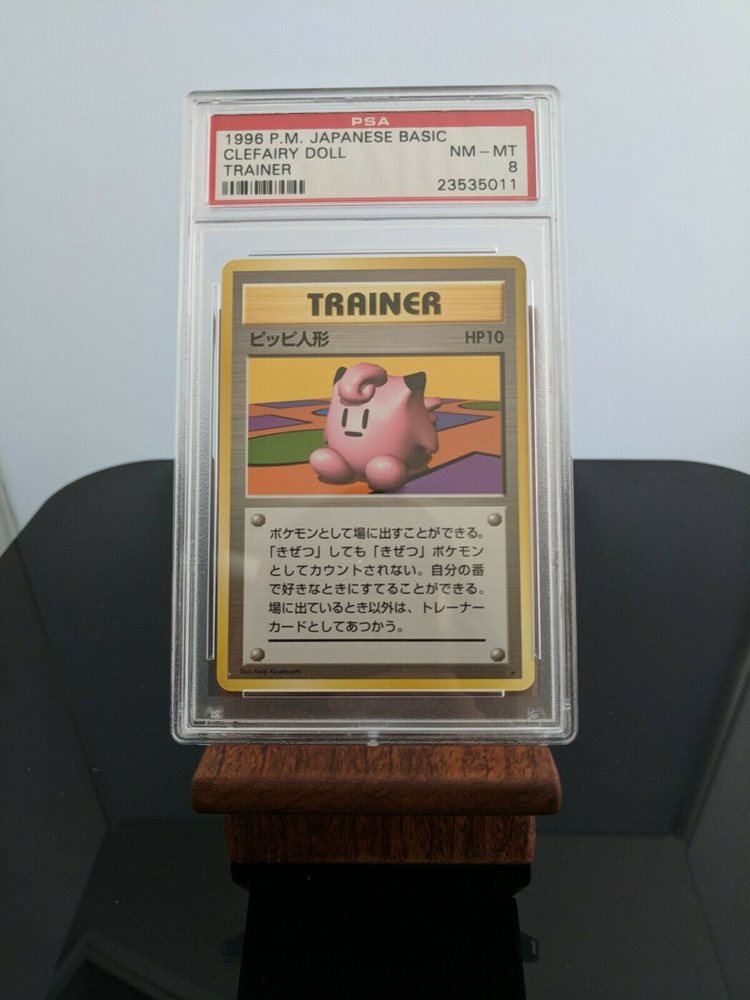 PSA
1996 P.M. JAPANESE BASIC
CLEFAIRY DOLL NM-MT
TRAINER 8
23535011
TRAINER
ピッピ人形 HP10
ポケモンとして場に出すことができる。
「きぜつ」しても「きぜつ」ポケモン
としてカウントされない。自分の番
で好きなときにすてることができる。
場に出ているとき以外は、トレーナー
カードとしてあつかう。
Illus. Keiji Kinebuchi